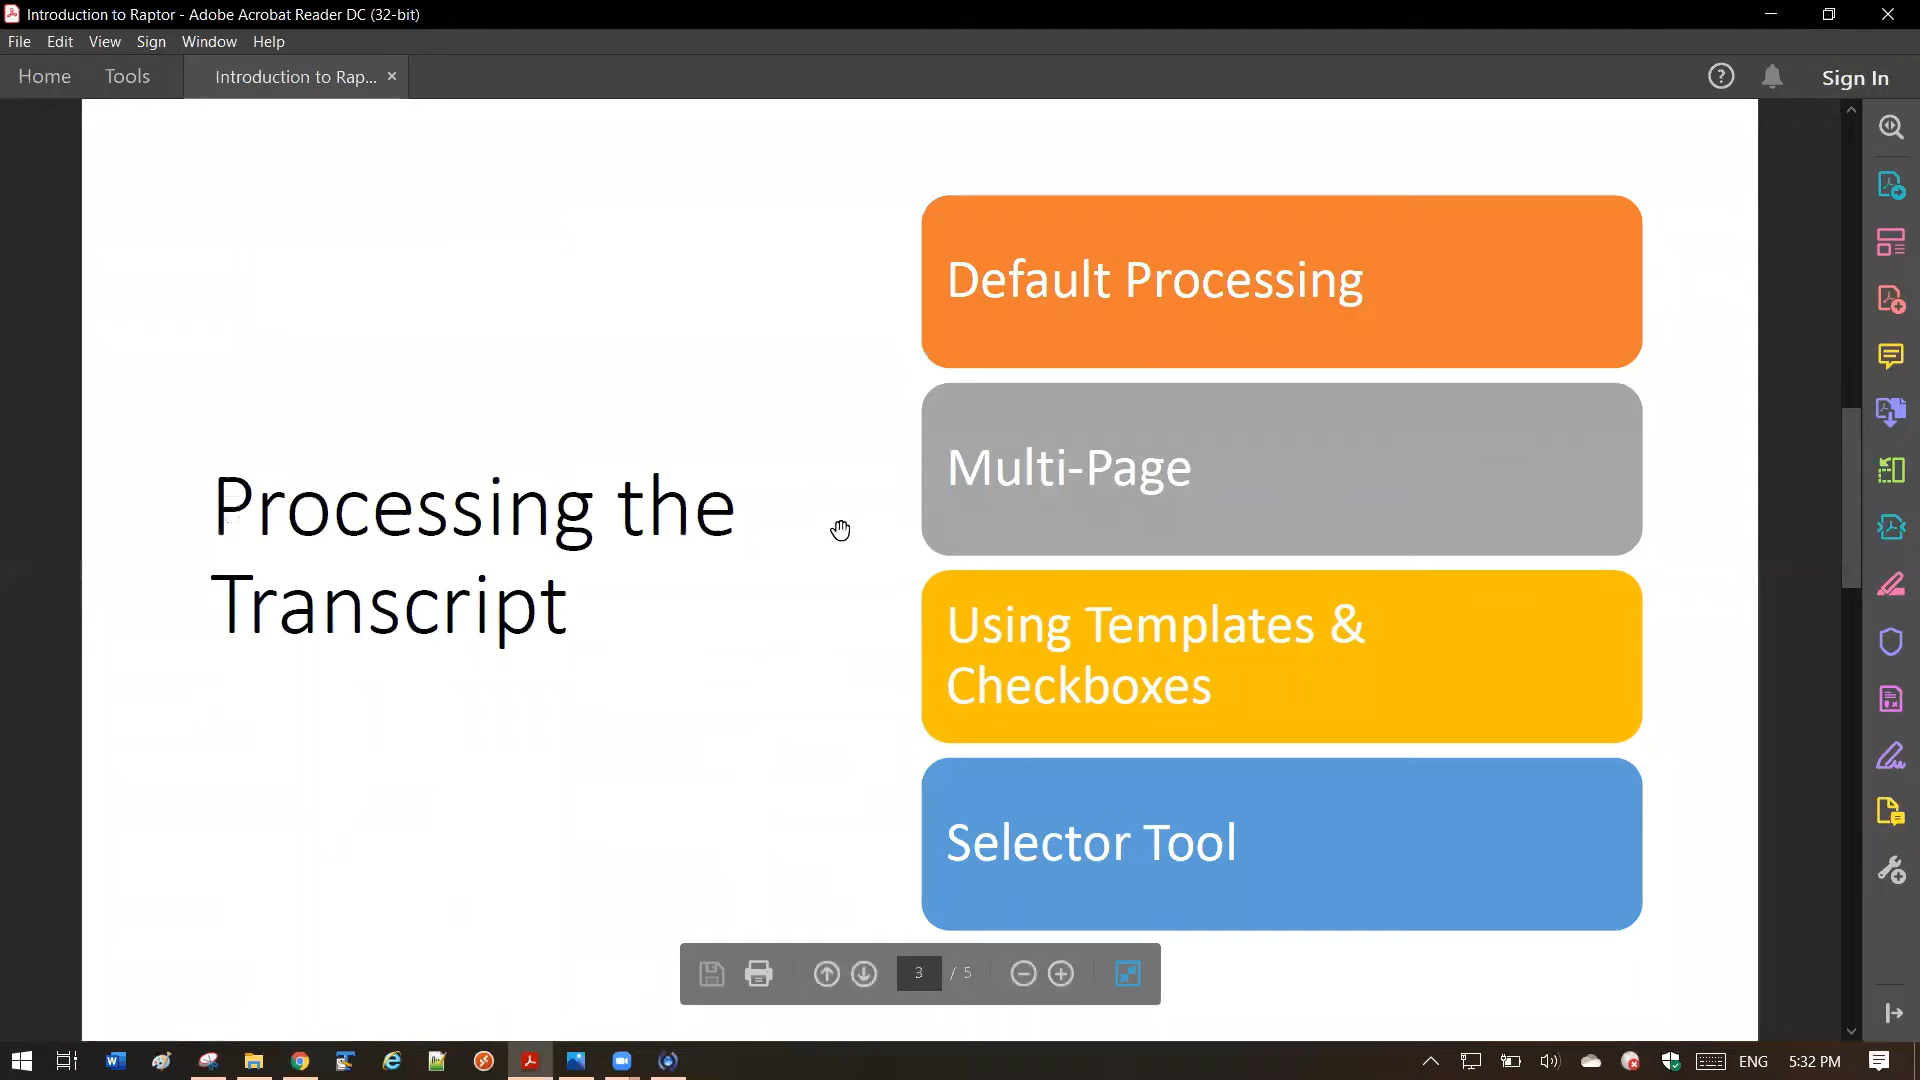 Introduction to Raptor - Adobe Acrobat Reader DC (32-bit)
File Edit View Sign Window Help
Home Tools Introduction to Rap... Sign In
Processing the
Transcript
Default Processing
Multi-Page
Using Templates &
Checkboxes
Selector Tool
3 / 5
ENG 5:32 PM